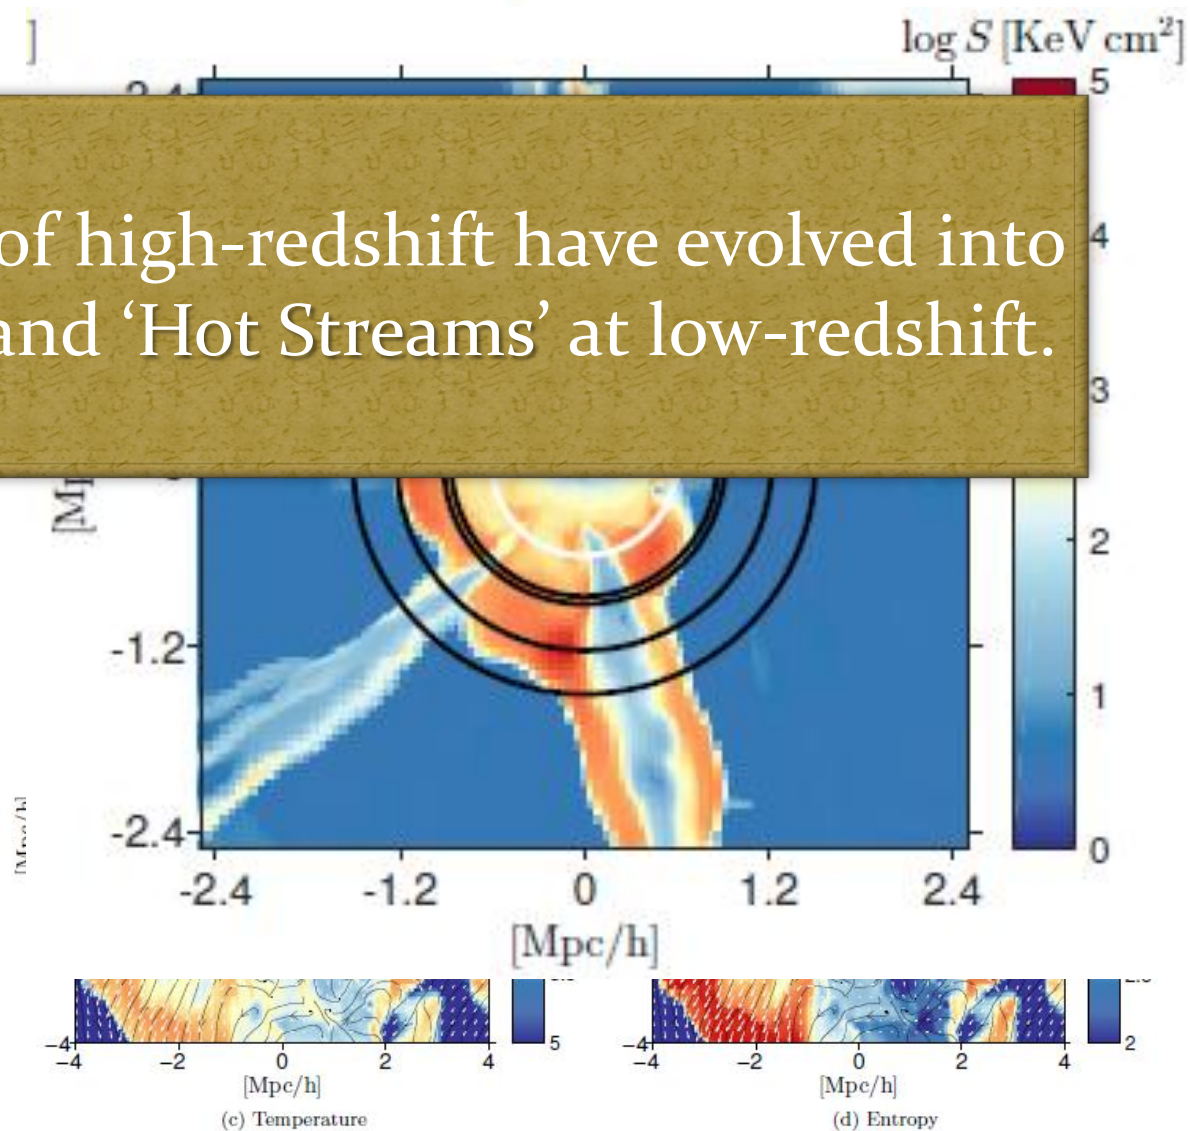 ]
log S [KeV cm²]
5
of high-redshift have evolved into
4
and ‘Hot Streams’ at low-redshift.
3
2
-1.2
1
-2.4
0
-2.4 -1.2 0 1.2 2.4
[Mpc/h]
−4 5 −4 2
−4 −2 0 2 4 −4 −2 0 2 4
[Mpc/h] [Mpc/h]
(c) Temperature (d) Entropy